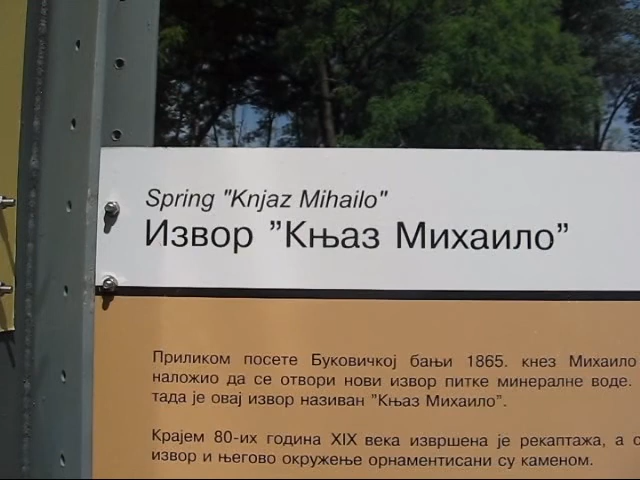 Spring "Knjaz Mihailo"
Извор ”Књаз Михаило”
Приликом посете Буковичкој бањи 1865. кнез Михаило
наложио да се отвори нови извор питке минералне воде.
тада је овај извор називан ”Књаз Михаило”.
Крајем 80-их година XIX века извршена је рекаптажа, а
извор и његово окружење орнаментисани су каменом.